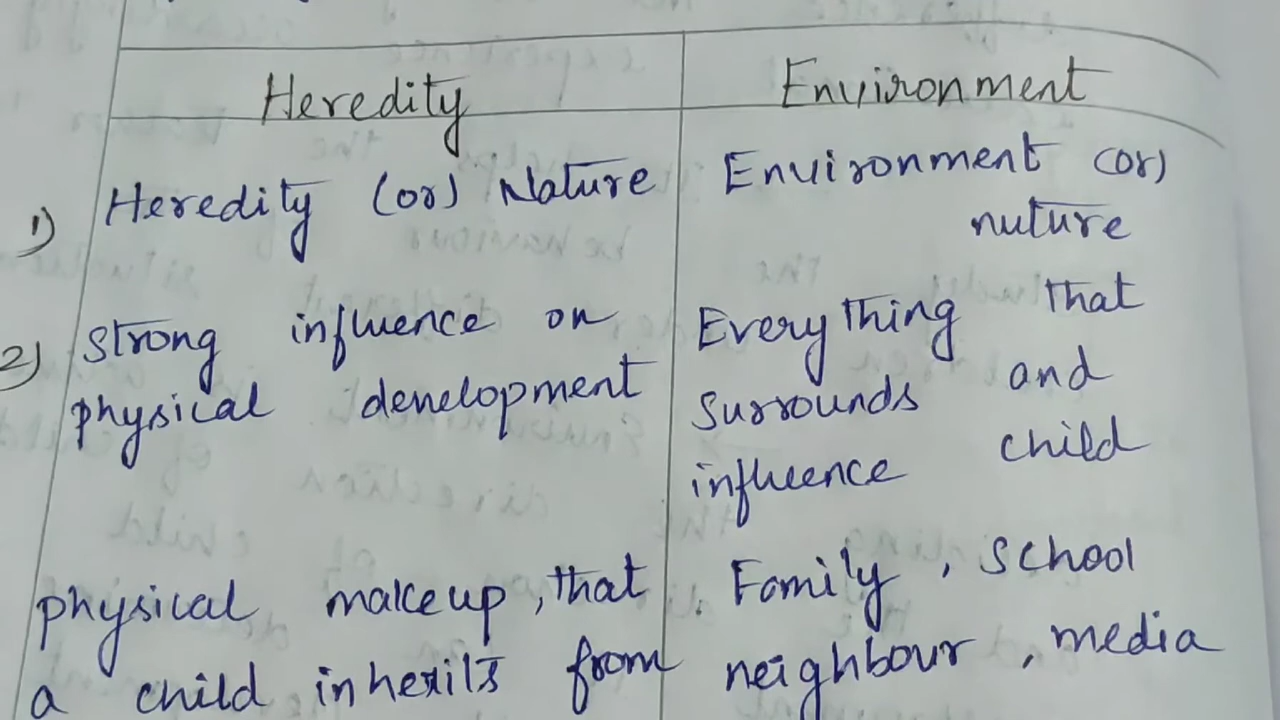 Heredity Environment
1) Heredity (or) Nature Environment (or)
nuture
2) Strong influence on Everything that
physical development surrounds and
influence child
physical makeup, that Family, School
a child inherits from neighbour, media